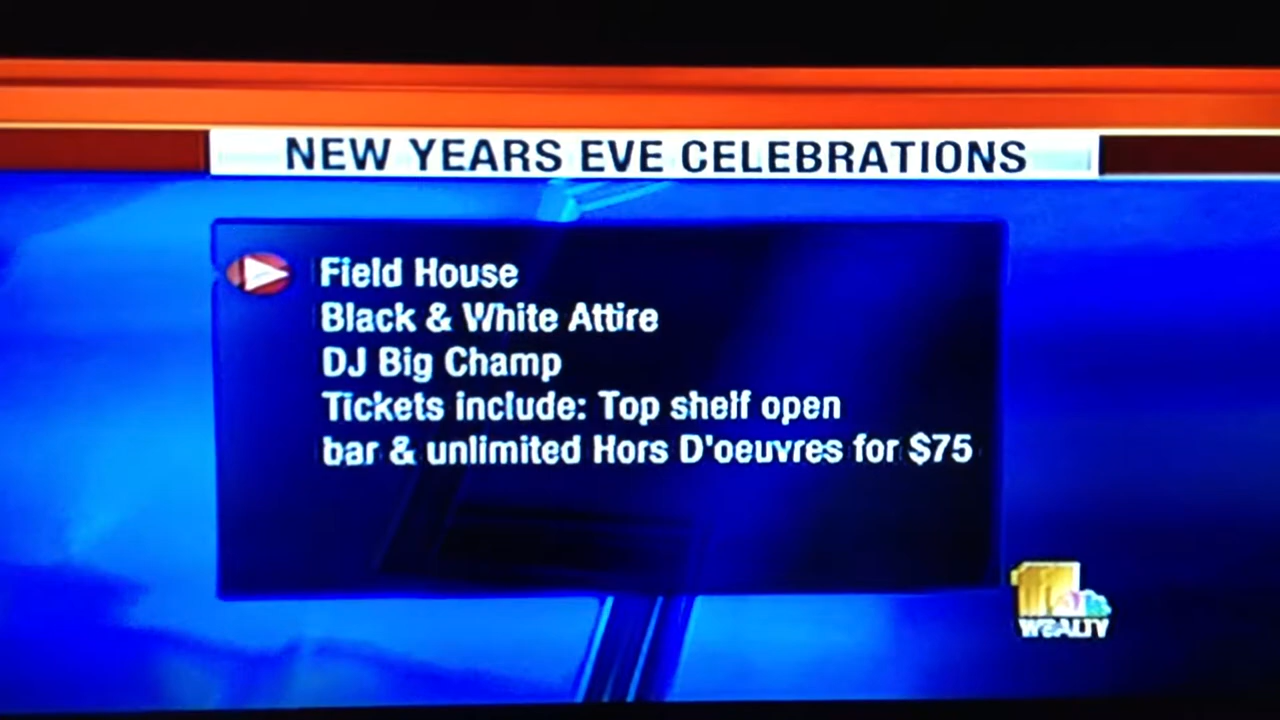 NEW YEARS EVE CELEBRATIONS
Field House
Black & White Attire
DJ Big Champ
Tickets include: Top shelf open
bar & unlimited Hors D'oeuvres for $75
11
WBALTV